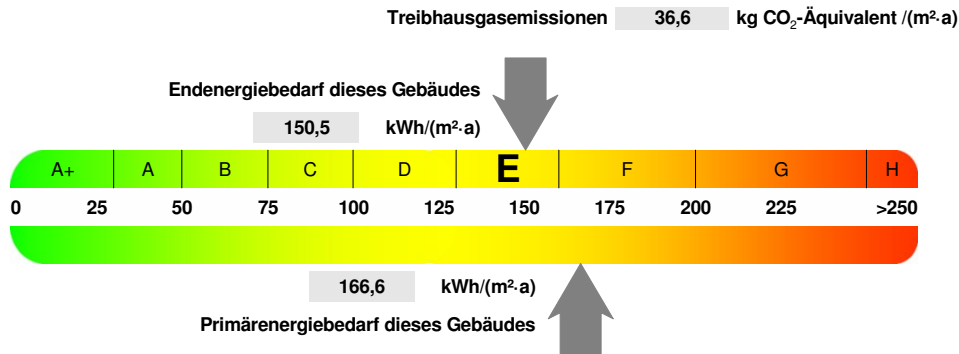 Treibhausgasemissionen 36,6 kg CO₂-Äquivalent /(m²·a)
Endenergiebedarf dieses Gebäudes
150,5 kWh/(m²·a)
A+ A B C D E F G H
0 25 50 75 100 125 150 175 200 225 >250
166,6 kWh/(m²·a)
Primärenergiebedarf dieses Gebäudes